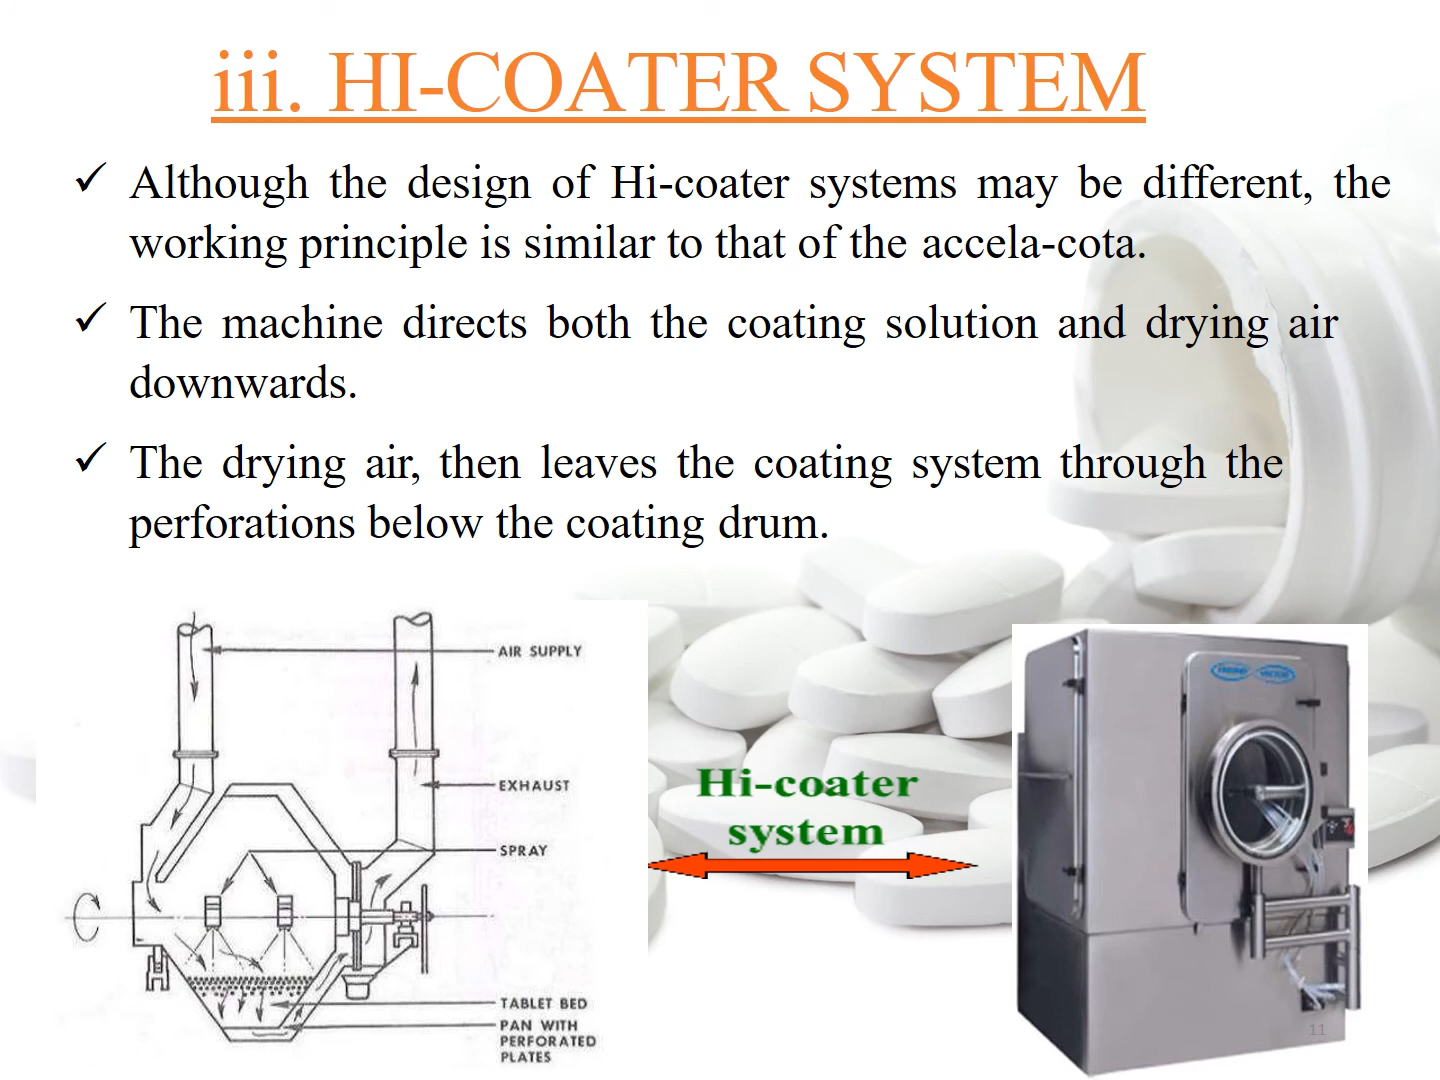 iii. HI-COATER SYSTEM
✓ Although the design of Hi-coater systems may be different, the
working principle is similar to that of the accela-cota.
✓ The machine directs both the coating solution and drying air
downwards.
✓ The drying air, then leaves the coating system through the
perforations below the coating drum.
AIR SUPPLY
EXHAUST
SPRAY
TABLET BED
PAN WITH
PERFORATED
PLATES
Hi-coater
system
11